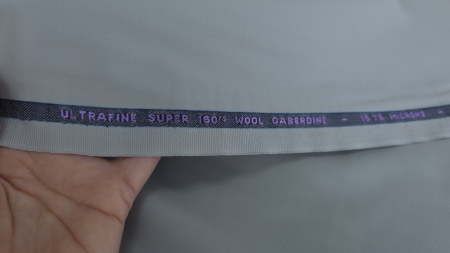 ULTRAFINE SUPER 160's WOOL GABERDINE - 15.75 MICRONS -